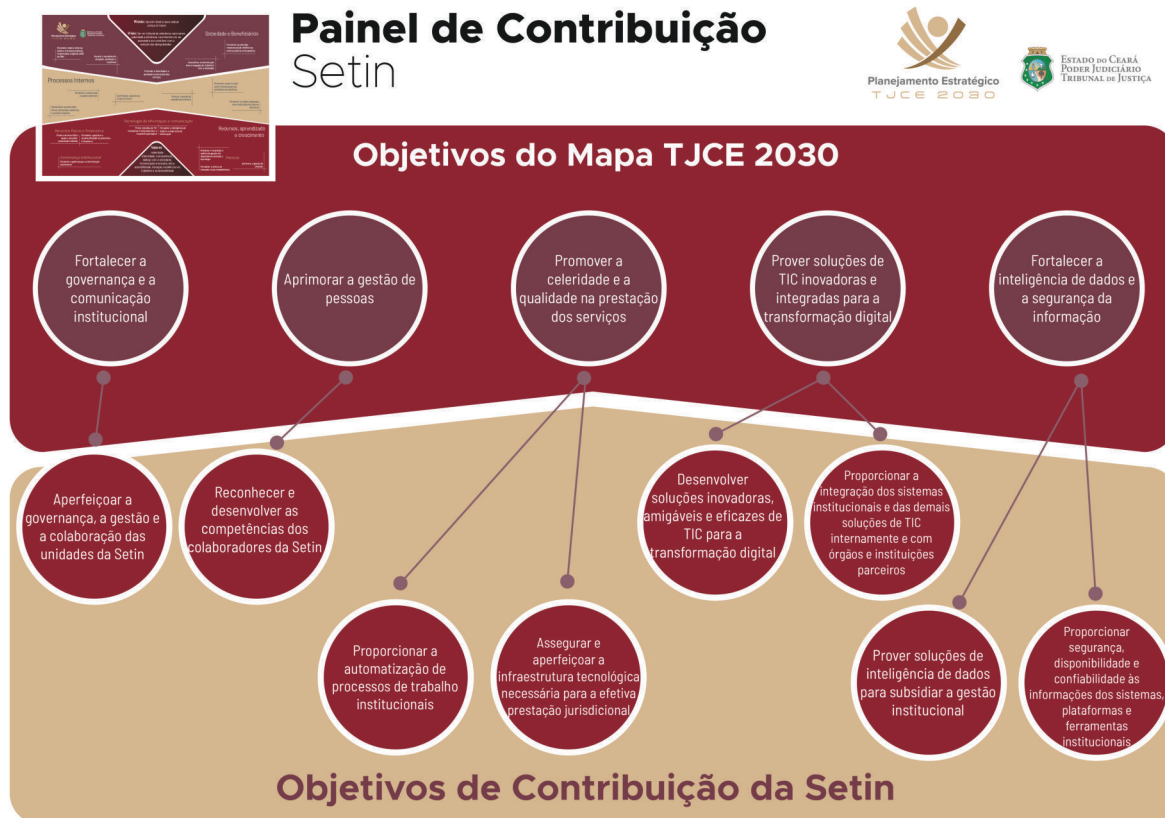 Painel de Contribuição
Setin
Planejamento Estratégico
TJCE 2030
ESTADO DO CEARÁ
PODER JUDICIÁRIO
TRIBUNAL DE JUSTIÇA
Sociedade e Beneficiários
Processos Internos
Recursos, aprendizado
e crescimento
Objetivos do Mapa TJCE 2030
Fortalecer a
governança e a
comunicação
institucional
Aprimorar a gestão de
pessoas
Promover a
celeridade e a
qualidade na prestação
dos serviços
Prover soluções de
TIC inovadoras e
integradas para a
transformação digital
Fortalecer a
inteligência de dados e
a segurança da
informação
Aperfeiçoar a
governança, a gestão e
a colaboração das
unidades da Setin
Reconhecer e
desenvolver as
competências dos
colaboradores da Setin
Proporcionar a
automatização de
processos de trabalho
institucionais
Assegurar e
aperfeiçoar a
infraestrutura tecnológica
necessária para a efetiva
prestação jurisdicional
Desenvolver
soluções inovadoras,
amigáveis e eficazes de
TIC para a
transformação digital
Proporcionar a
integração dos sistemas
institucionais e das demais
soluções de TIC
internamente e com
órgãos e instituições
parceiros
Prover soluções de
inteligência de dados
para subsidiar a gestão
institucional
Proporcionar
segurança,
disponibilidade e
confiabilidade às
informações dos sistemas,
plataformas e
ferramentas
institucionais
Objetivos de Contribuição da Setin